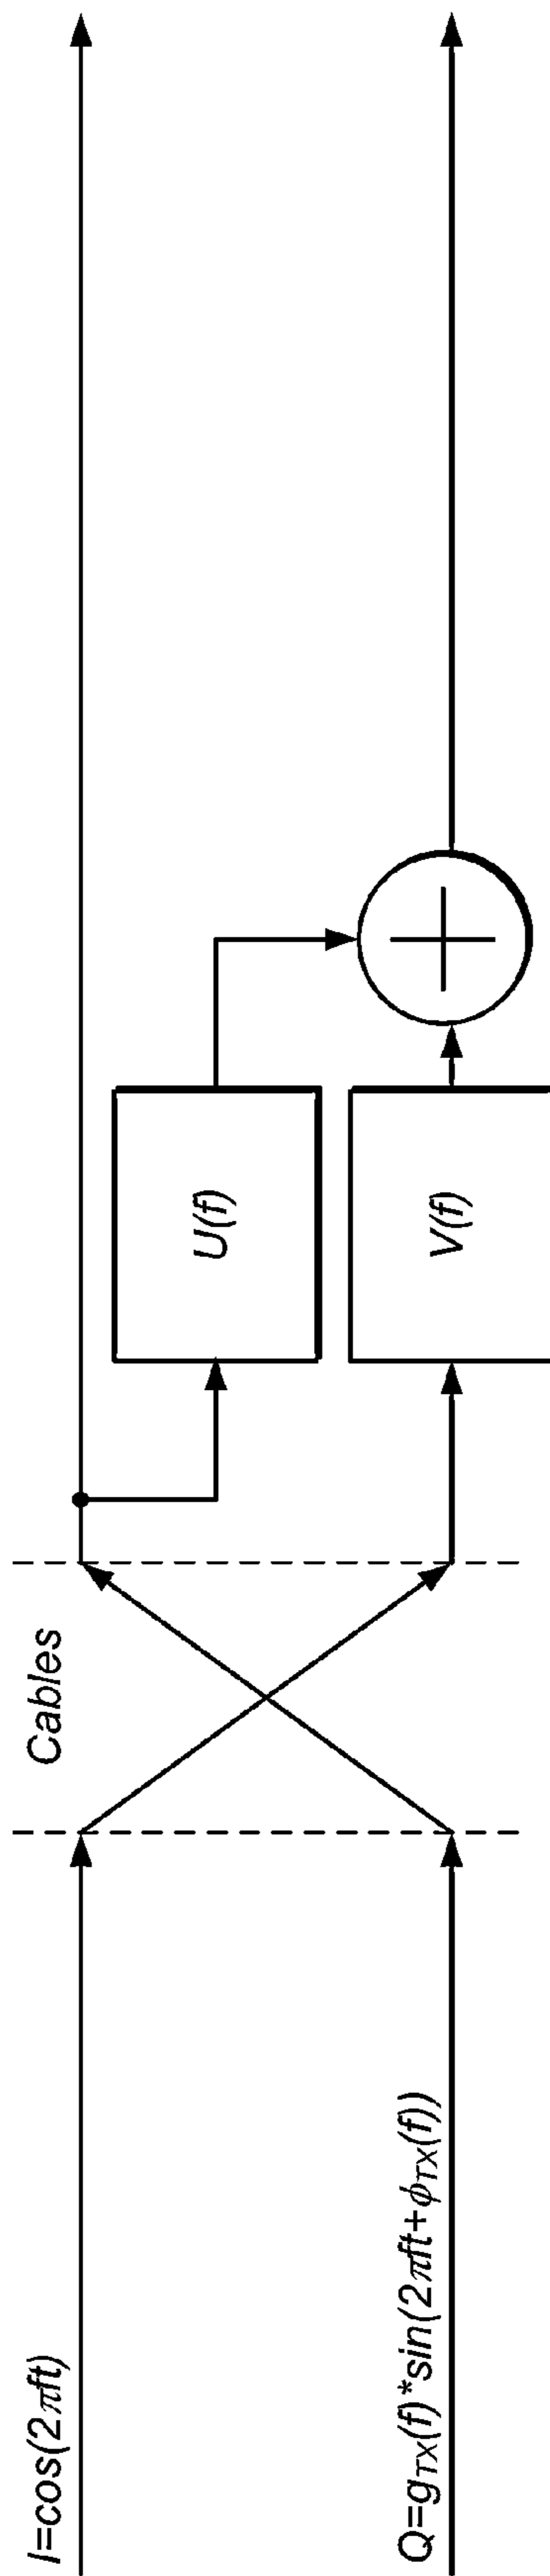 I=cos(2πft)
Q=gTX(f)*sin(2πft+ϕTX(f))
Cables
U(f)
V(f)